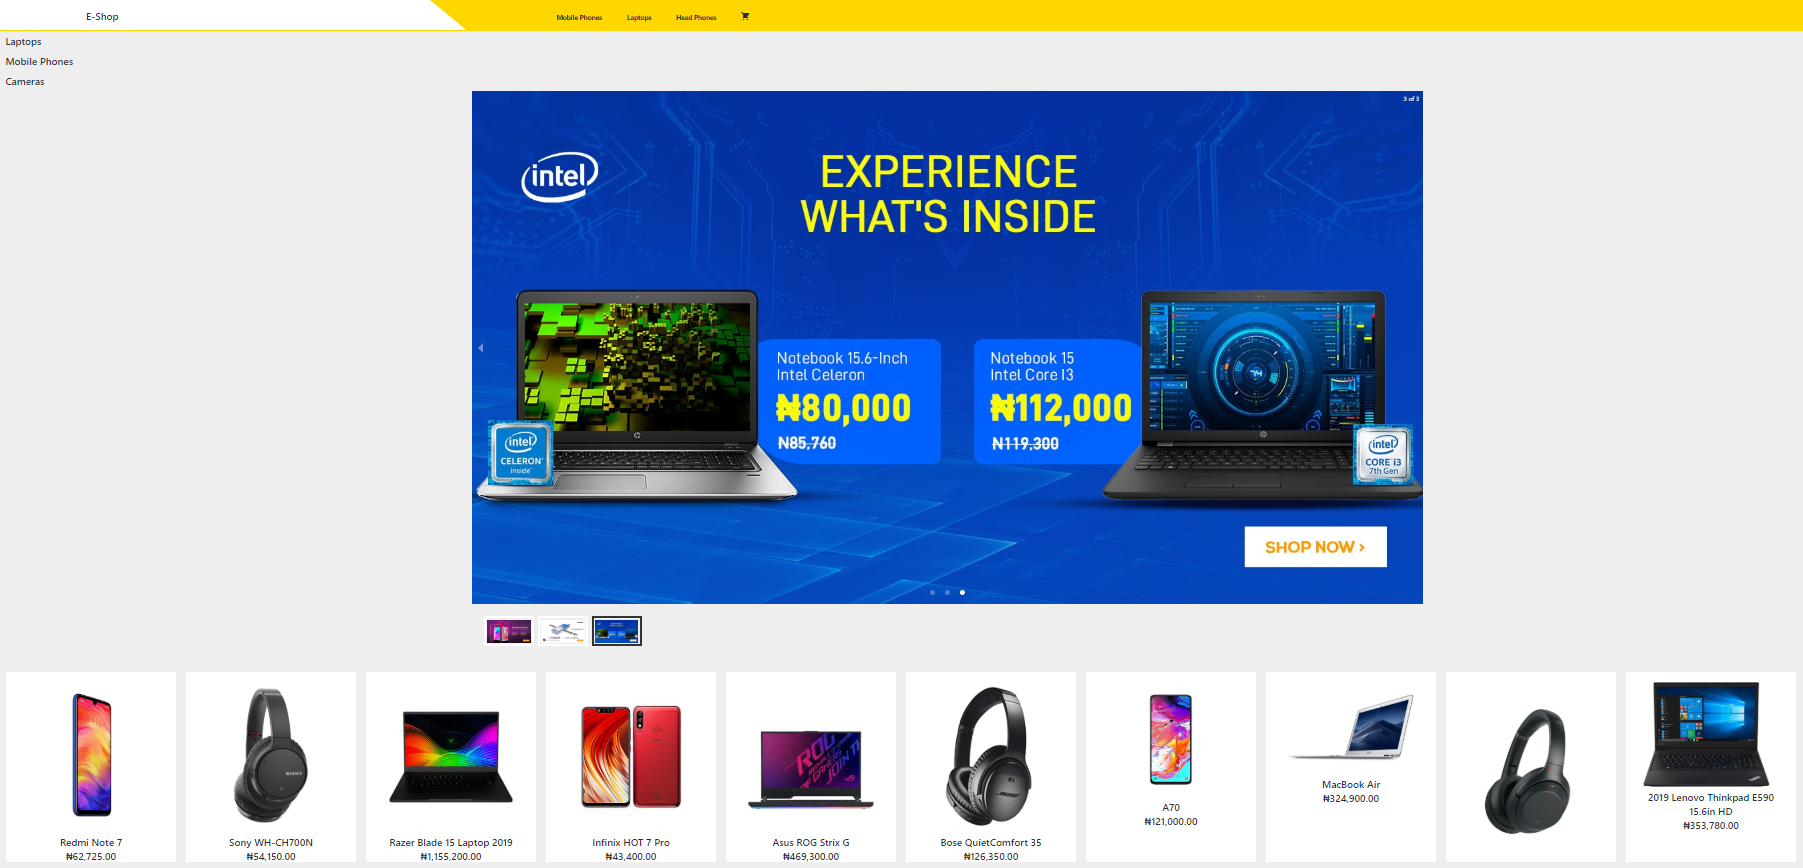 E-Shop
Mobile Phones
Laptops
Head Phones
Laptops
Mobile Phones
Cameras
3 of 3
intel
EXPERIENCE
WHAT'S INSIDE
Notebook 15.6-Inch
Intel Celeron
₦80,000
₦85,760
Notebook 15
Intel Core I3
₦112,000
₦119,300
intel
CELERON
inside
intel
CORE i3
7th Gen
SHOP NOW >
SONY
BOSE
Redmi Note 7
₦62,725.00
Sony WH-CH700N
₦54,150.00
Razer Blade 15 Laptop 2019
₦1,155,200.00
Infinix HOT 7 Pro
₦43,400.00
Asus ROG Strix G
₦469,300.00
Bose QuietComfort 35
₦126,350.00
A70
₦121,000.00
MacBook Air
₦324,900.00
2019 Lenovo Thinkpad E590
15.6in HD
₦353,780.00